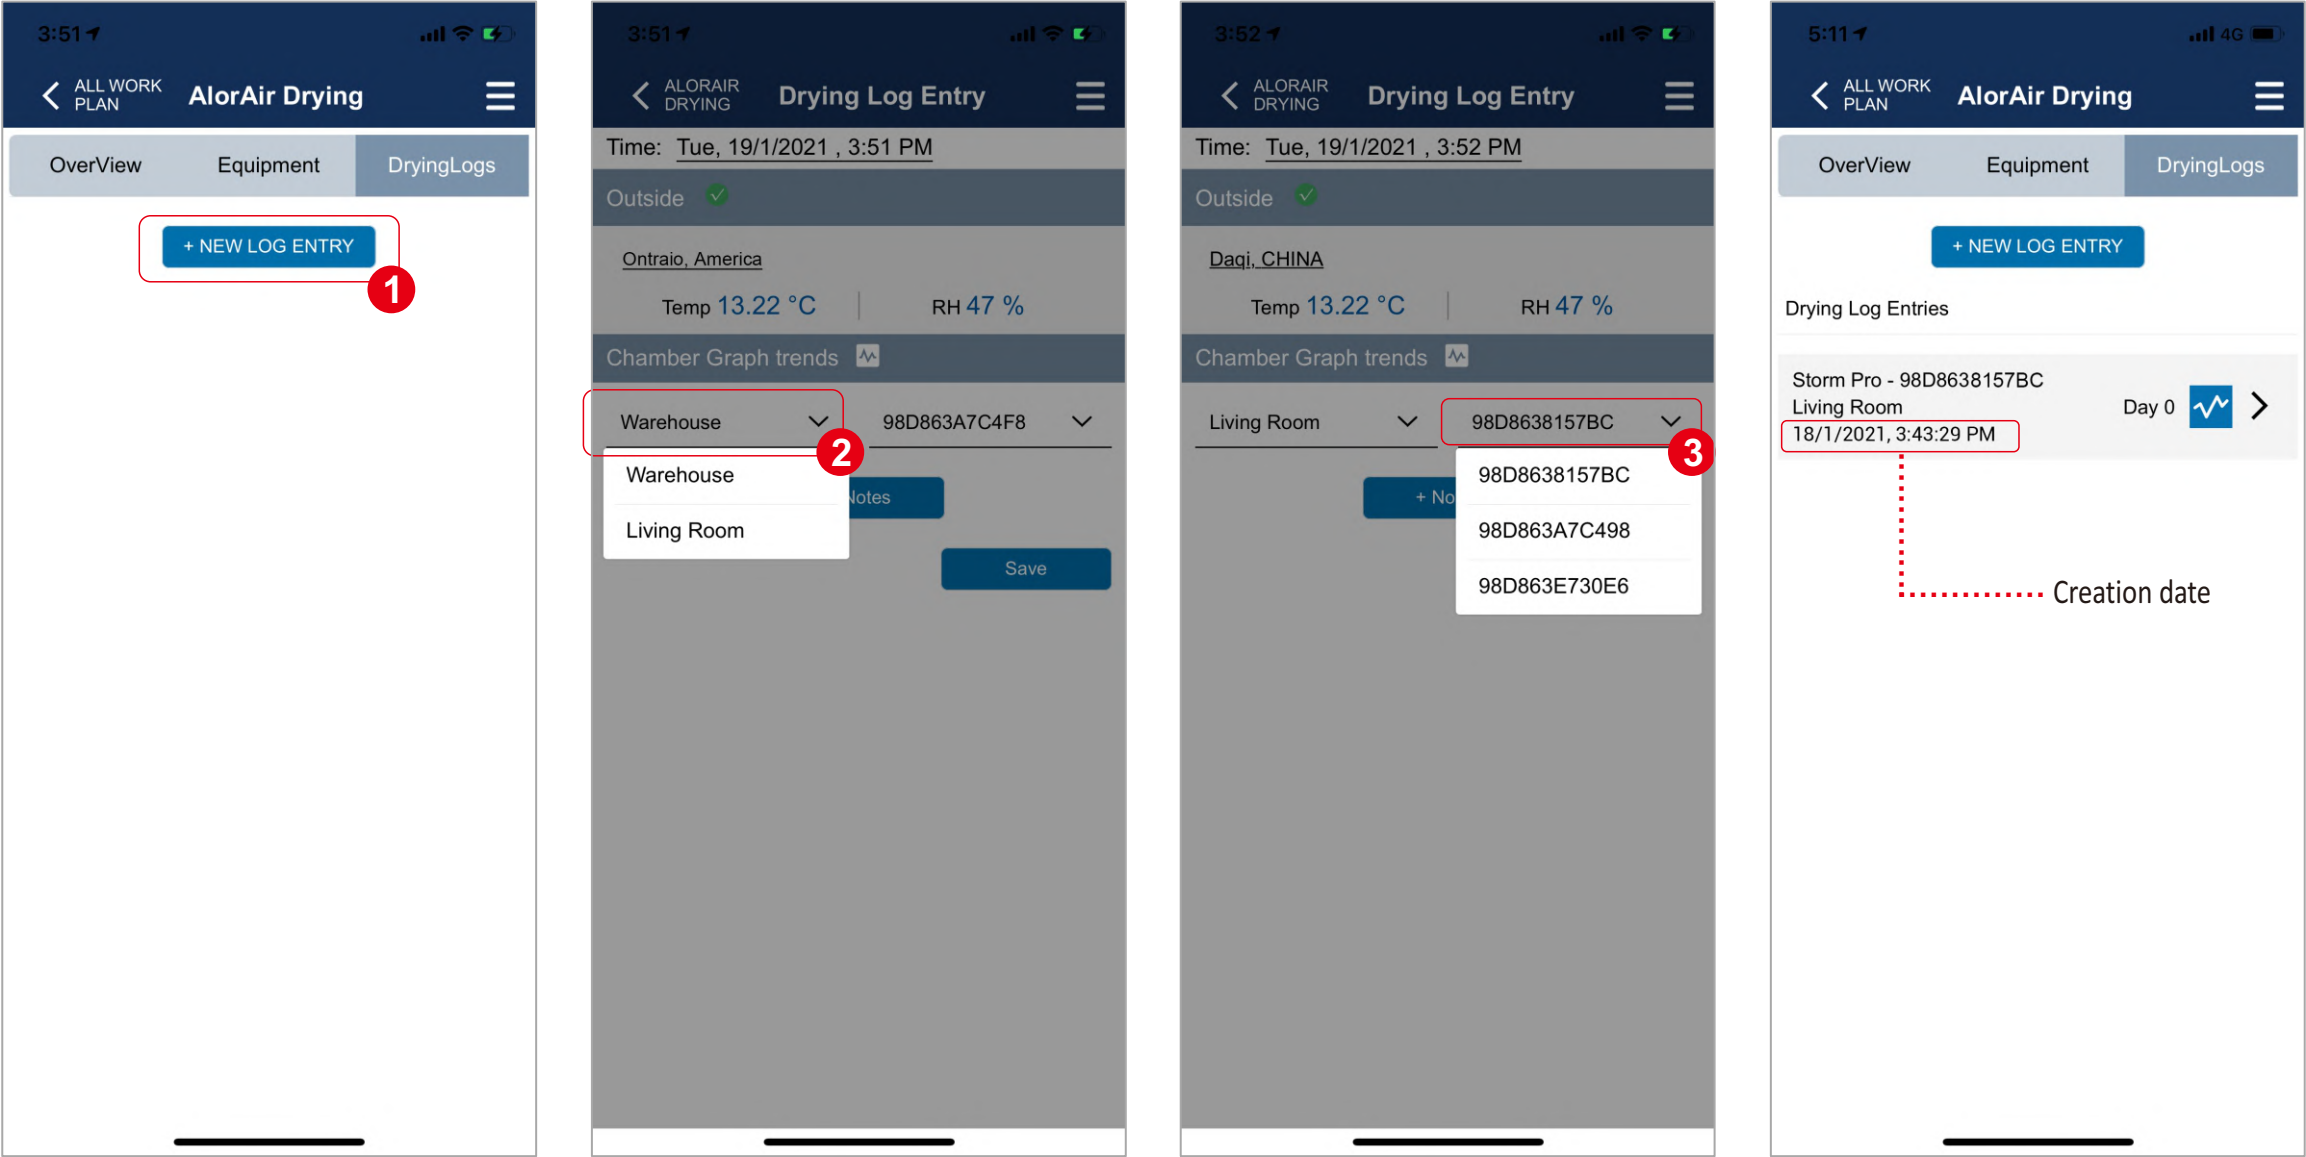 3:51
ALL WORK
PLAN
AlorAir Drying
OverView
Equipment
DryingLogs
+ NEW LOG ENTRY
1
3:51
ALORAIR
DRYING
Drying Log Entry
Time: Tue, 19/1/2021 , 3:51 PM
Outside
Ontraio, America
Temp 13.22 °C
RH 47 %
Chamber Graph trends
Warehouse
98D863A7C4F8
2
Warehouse
Notes
Living Room
Save
3:52
ALORAIR
DRYING
Drying Log Entry
Time: Tue, 19/1/2021 , 3:52 PM
Outside
Daqi, CHINA
Temp 13.22 °C
RH 47 %
Chamber Graph trends
Living Room
98D8638157BC
3
98D8638157BC
+ No
98D863A7C498
98D863E730E6
5:11
4G
ALL WORK
PLAN
AlorAir Drying
OverView
Equipment
DryingLogs
+ NEW LOG ENTRY
Drying Log Entries
Storm Pro - 98D8638157BC
Living Room
Day 0
18/1/2021, 3:43:29 PM
Creation date